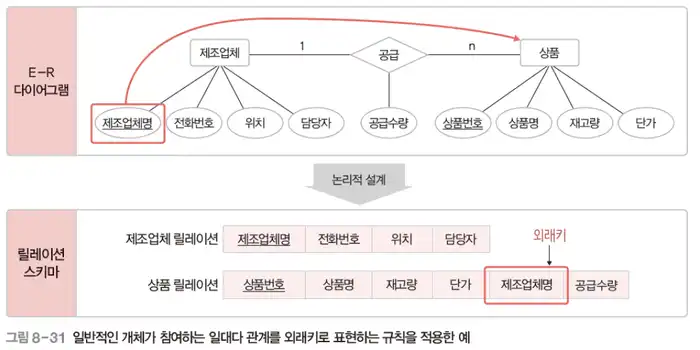 E-R
다이어그램
제조업체
1
공급
n
상품
제조업체명
전화번호
위치
담당자
공급수량
상품번호
상품명
재고량
단가
논리적 설계
릴레이션
스키마
제조업체 릴레이션
제조업체명
전화번호
위치
담당자
외래키
상품 릴레이션
상품번호
상품명
재고량
단가
제조업체명
공급수량
그림 8-31 일반적인 개체가 참여하는 일대다 관계를 외래키로 표현하는 규칙을 적용한 예